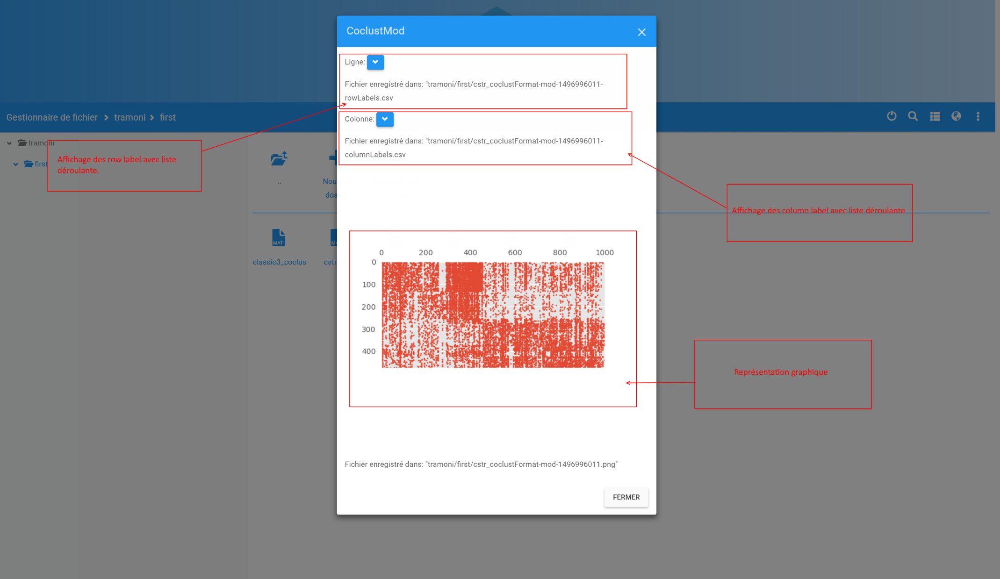 CoclustMod
Ligne:
Fichier enregistré dans: "tramoni/first/cstr_coclustFormat-mod-1496996011-
rowLabels.csv
Gestionnaire de fichier tramoni first
Colonne:
Fichier enregistré dans: "tramoni/first/cstr_coclustFormat-mod-1496996011-
columnLabels.csv
tramoni
first
Affichage des row label avec liste
déroulante.
..
Nou
dos
Affichage des column label avec liste déroulante
MAT
MA
classic3_coclus
cstr
0 200 400 600 800 1000
0
100
200
300
400
Représentation graphique
Fichier enregistré dans: "tramoni/first/cstr_coclustFormat-mod-1496996011.png"
FERMER